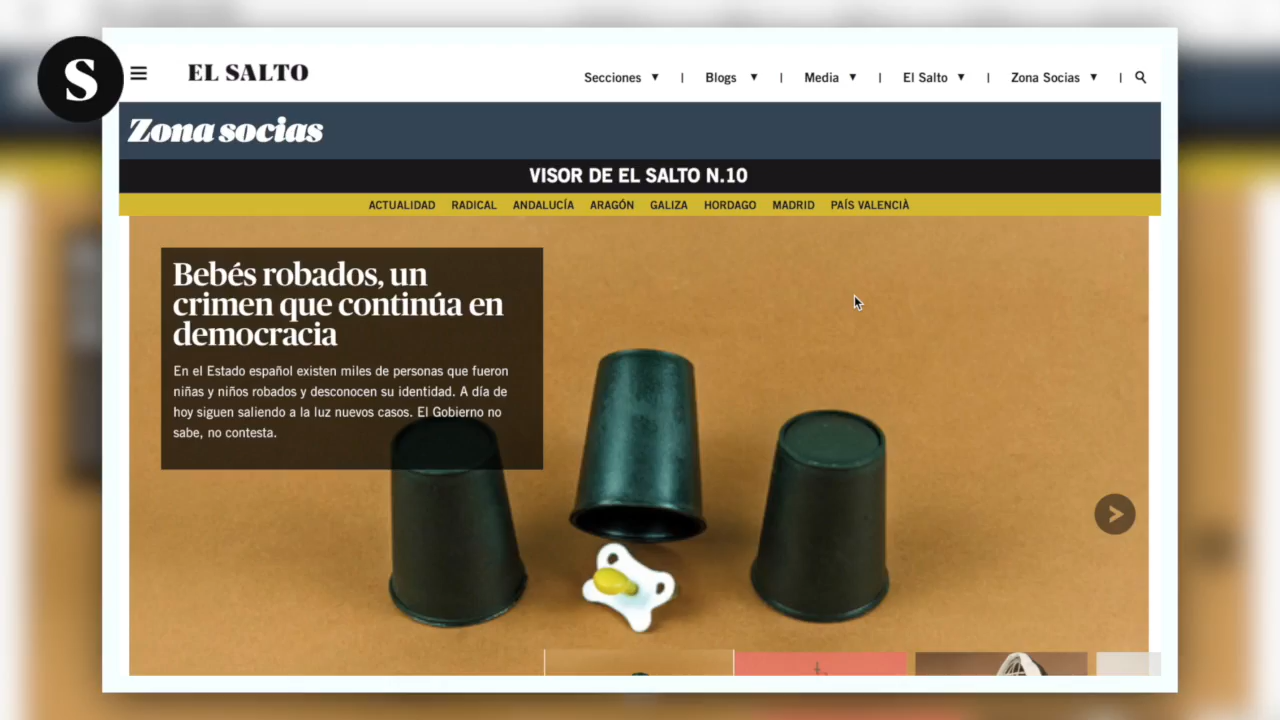 S
EL SALTO
Secciones ▼ | Blogs ▼ | Media ▼ | El Salto ▼ | Zona Socias ▼ |
Zona socias
VISOR DE EL SALTO N.10
ACTUALIDAD RADICAL ANDALUCÍA ARAGÓN GALIZA HORDAGO MADRID PAÍS VALENCIÀ
Bebés robados, un
crimen que continúa en
democracia
En el Estado español existen miles de personas que fueron
niñas y niños robados y desconocen su identidad. A día de
hoy siguen saliendo a la luz nuevos casos. El Gobierno no
sabe, no contesta.